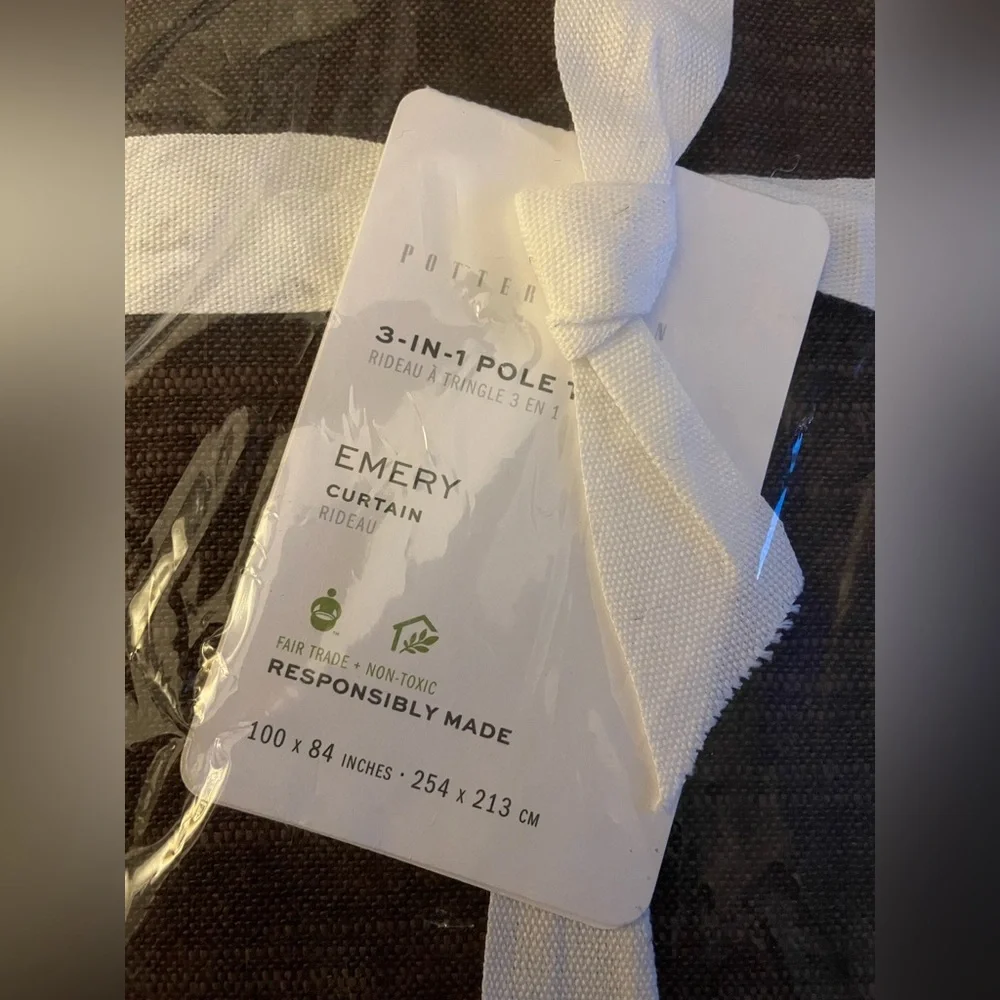 POTTER N
3-IN-1 POLE
RIDEAU À TRINGLE 3 EN 1
EMERY
CURTAIN
RIDEAU
FAIR TRADE + NON-TOXIC
RESPONSIBLY MADE
100 x 84 INCHES · 254 x 213 CM